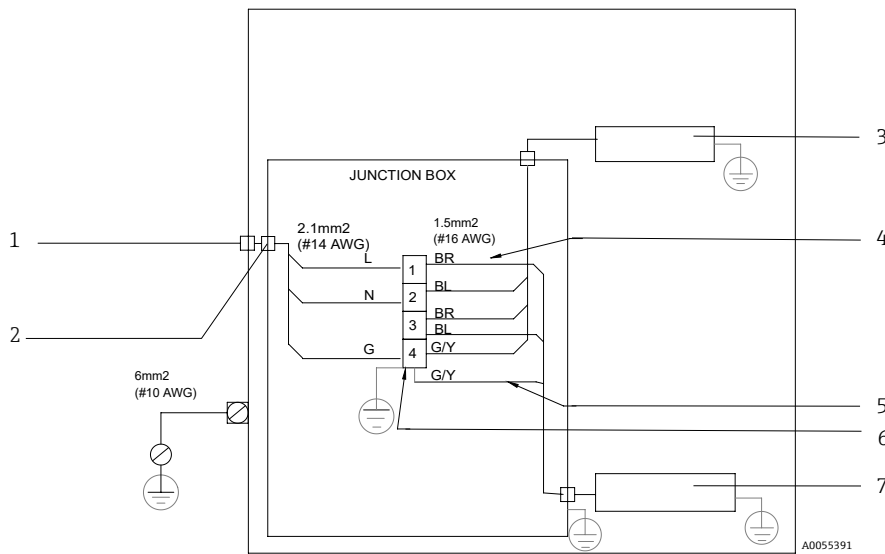 3
JUNCTION BOX
1
2.1mm2
(#14 AWG)
1.5mm2
(#16 AWG)
4
L
1
BR
2
N
2
BL
3
BR
BL
G
4
G/Y
G/Y
6mm2
(#10 AWG)
5
6
7
A0055391